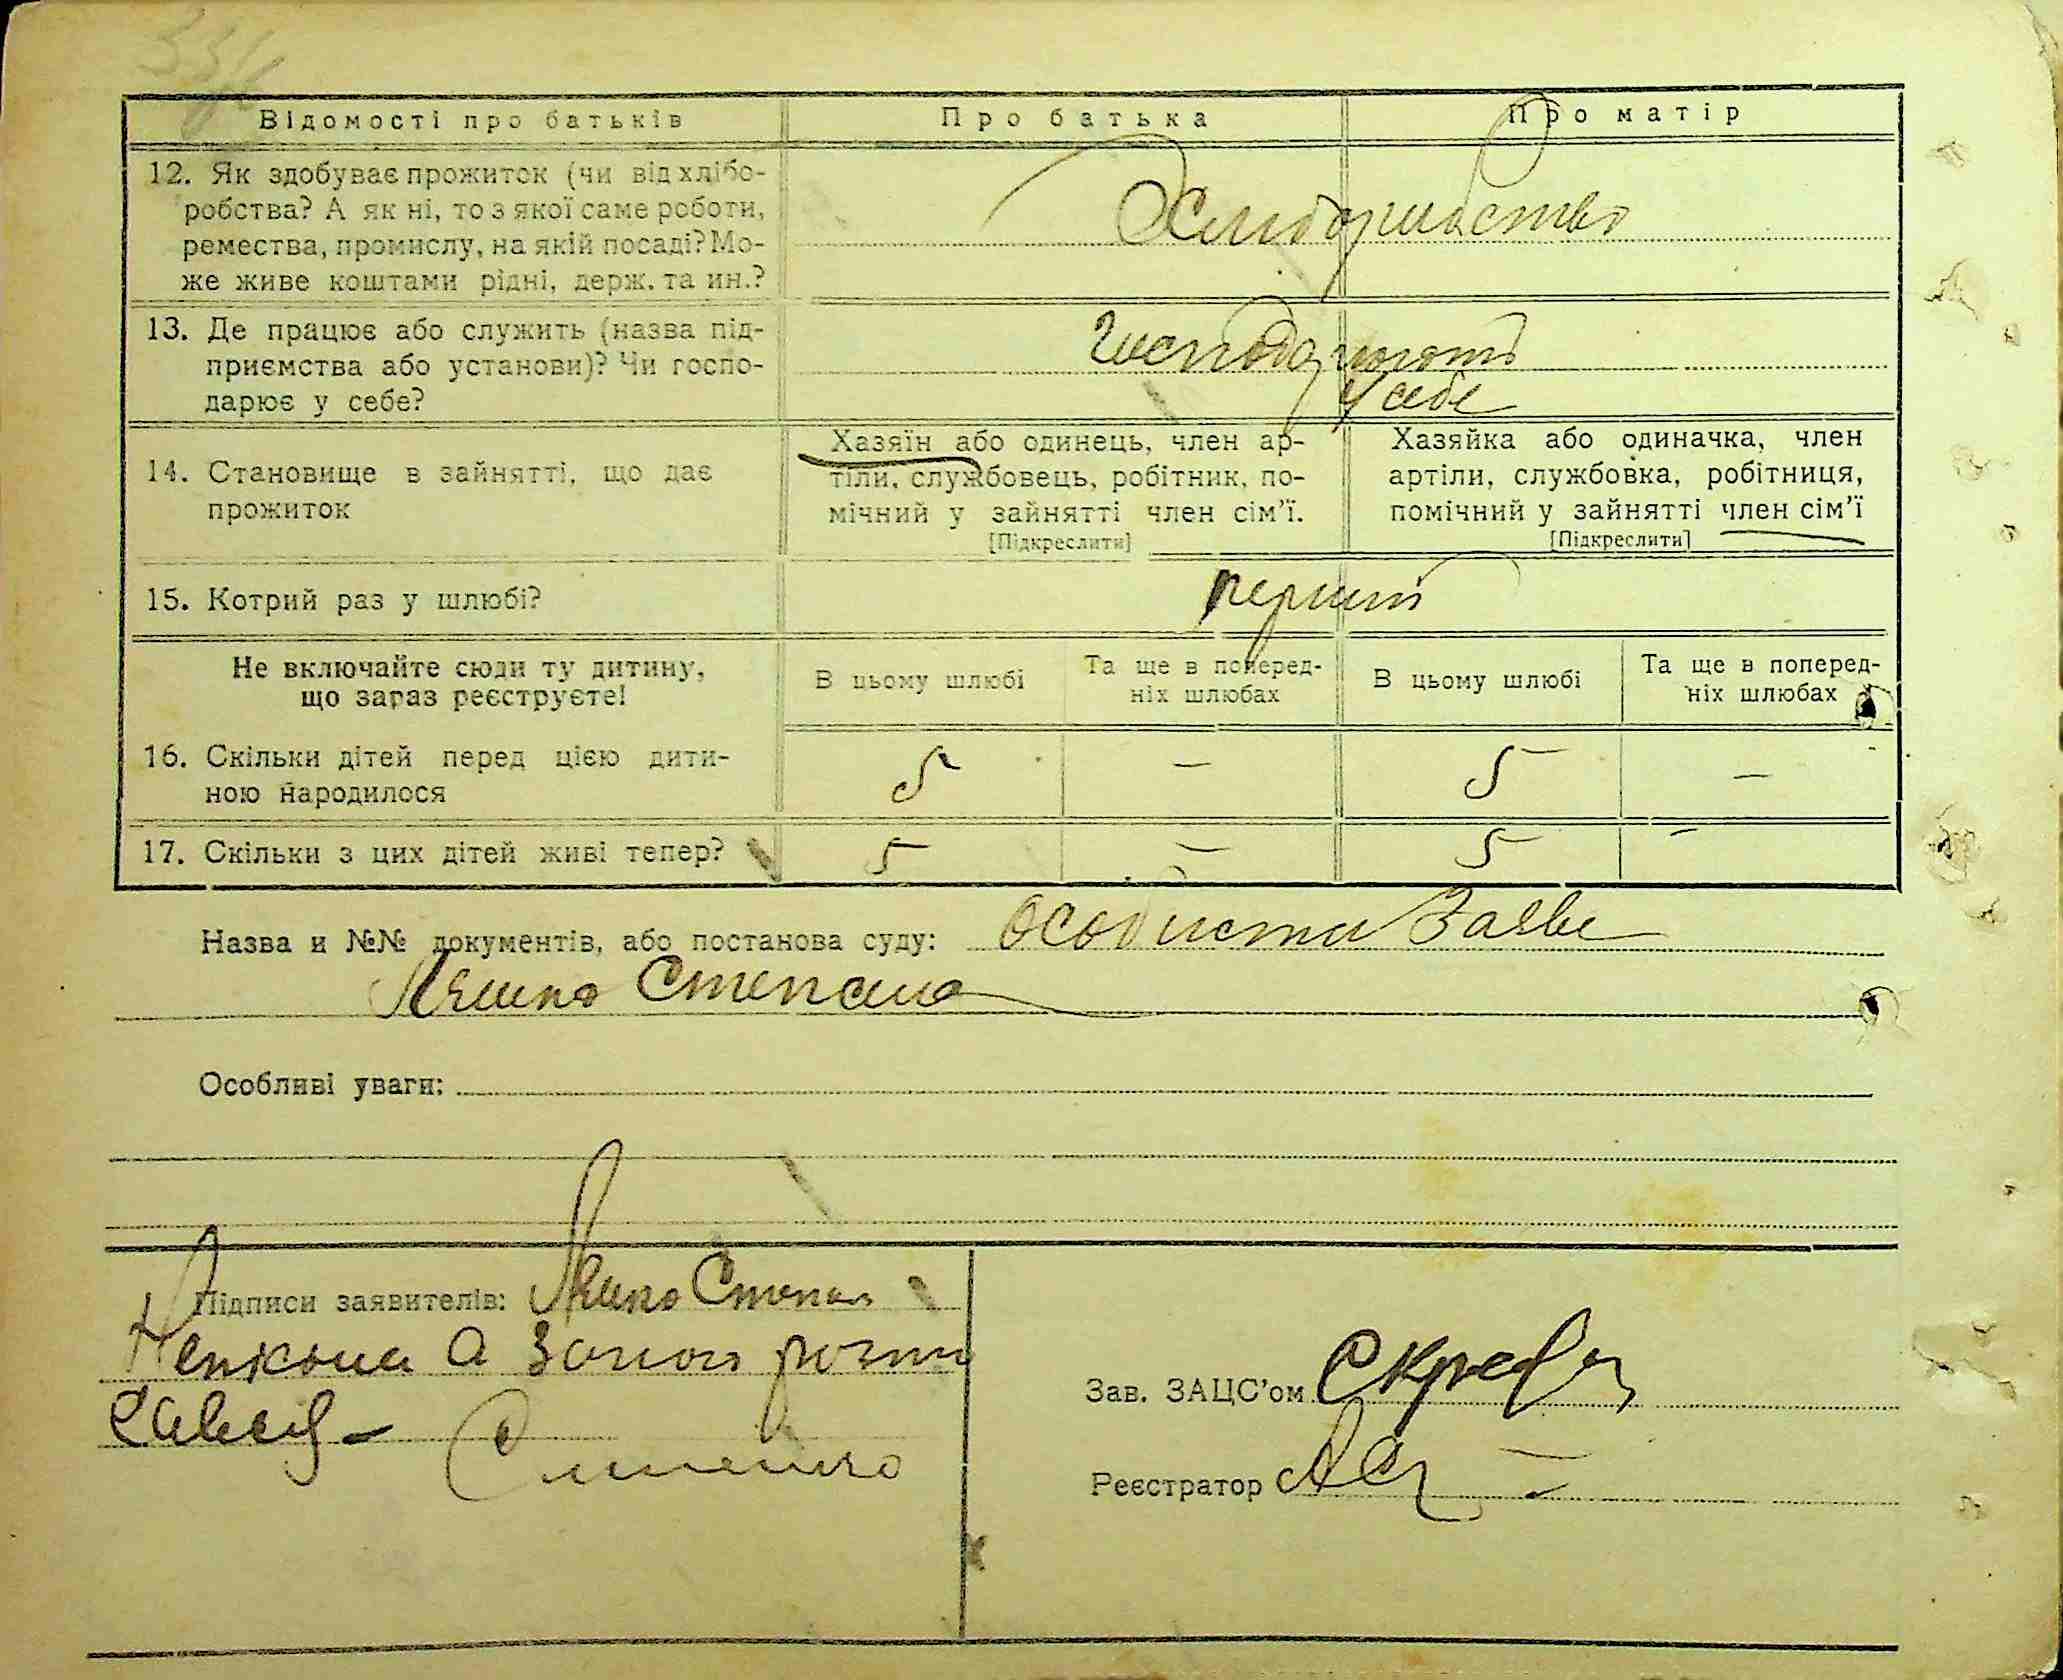 Відомості про батьків
Про батька
Про матір
12. Як здобуває прожиток (чи від хлібо-
робства? А як ні, то з якої саме роботи,
ремества, промислу, на якій посаді? Мо-
же живе коштами рідні, держ. та ин.?
13. Де працює або служить (назва під-
приємства або установи)? Чи госпо-
дарює у себе?
Господарюють
у себе
14. Становище в зайнятті, що дає
прожиток
Хазяїн або одинець, член ар-
тіли, службовець, робітник, по-
мічний у зайнятті член сім'ї.
[Підкреслити]
Хазяйка або одиначка, член
артіли, службовка, робітниця,
помічний у зайнятті член сім'ї
[Підкреслити]
15. Котрий раз у шлюбі?
перший
Не включайте сюди ту дитину,
що зараз реєструєте!
В цьому шлюбі
Та ще в поперед-
ніх шлюбах
В цьому шлюбі
Та ще в поперед-
ніх шлюбах
16. Скільки дітей перед цією дити-
ною народилося
5 — 5 —
17. Скільки з цих дітей живі тепер?
5 — 5 —
Назва и №№ документів, або постанова суду: Особиста Заява
Ляшко Степана
Особливі уваги:
Підписи заявителів: Ляшко Степан
а
Зав. ЗАЦС'ом
Реєстратор